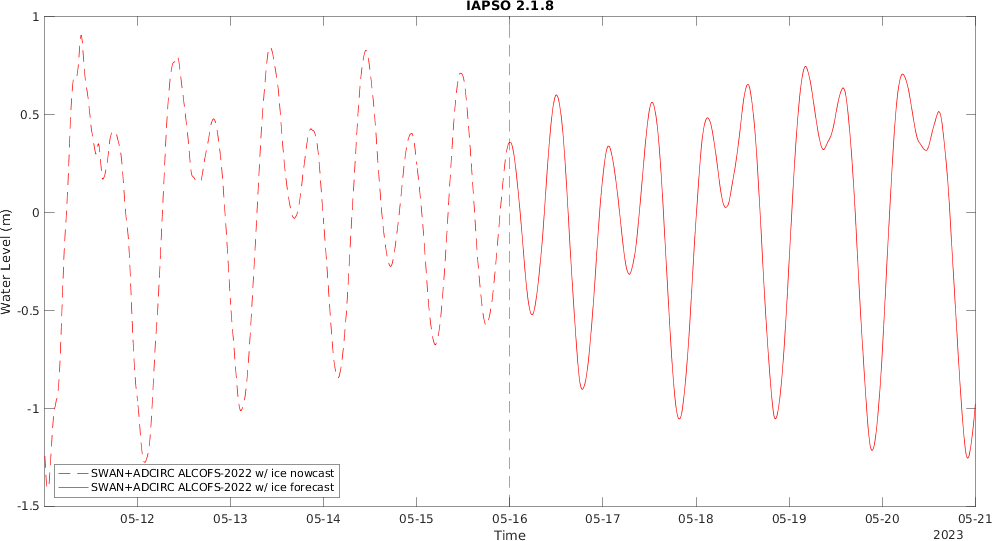 IAPSO 2.1.8
1
0.5
0
-0.5
-1
-1.5
Water Level (m)
SWAN+ADCIRC ALCOFS-2022 w/ ice nowcast
SWAN+ADCIRC ALCOFS-2022 w/ ice forecast
05-12 05-13 05-14 05-15 05-16 05-17 05-18 05-19 05-20 05-21
Time
2023